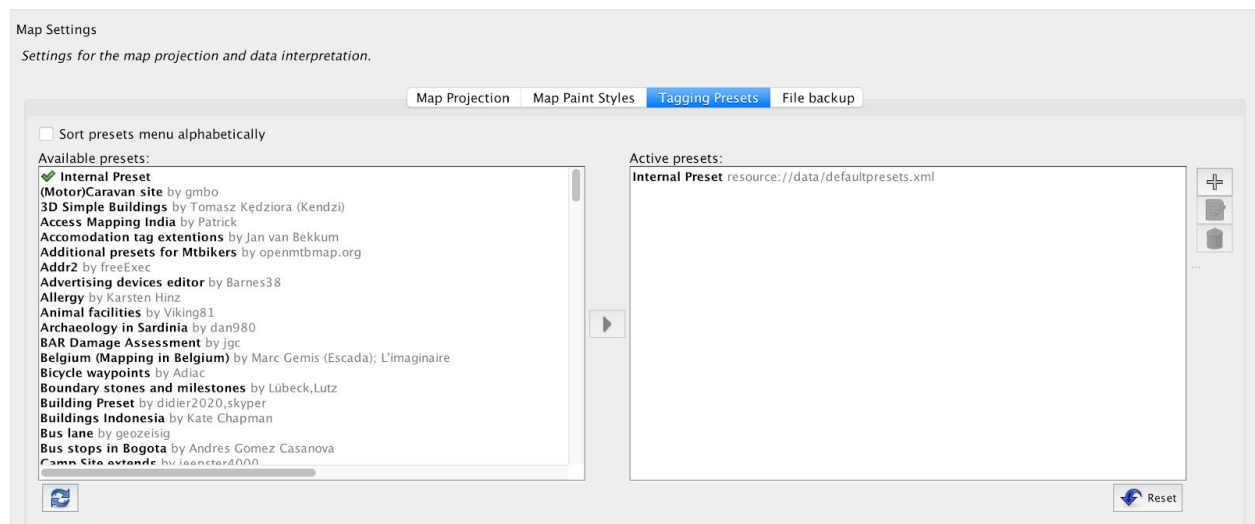 Map Settings
Settings for the map projection and data interpretation.
Map Projection Map Paint Styles Tagging Presets File backup
Sort presets menu alphabetically
Available presets:
Internal Preset
(Motor)Caravan site by gmbo
3D Simple Buildings by Tomasz Kędziora (Kendzi)
Access Mapping India by Patrick
Accomodation tag extentions by Jan van Bekkum
Additional presets for Mtbikers by openmtbmap.org
Addr2 by freeExec
Advertising devices editor by Barnes38
Allergy by Karsten Hinz
Animal facilities by Viking81
Archaeology in Sardinia by dan980
BAR Damage Assessment by jgc
Belgium (Mapping in Belgium) by Marc Gemis (Escada); L'imaginaire
Bicycle waypoints by Adiac
Boundary stones and milestones by Lübeck,Lutz
Building Preset by didier2020,skyper
Buildings Indonesia by Kate Chapman
Bus lane by geozeisig
Bus stops in Bogota by Andres Gomez Casanova
Camp Site extends by jeepster4000
Active presets:
Internal Preset resource://data/defaultpresets.xml
...
Reset